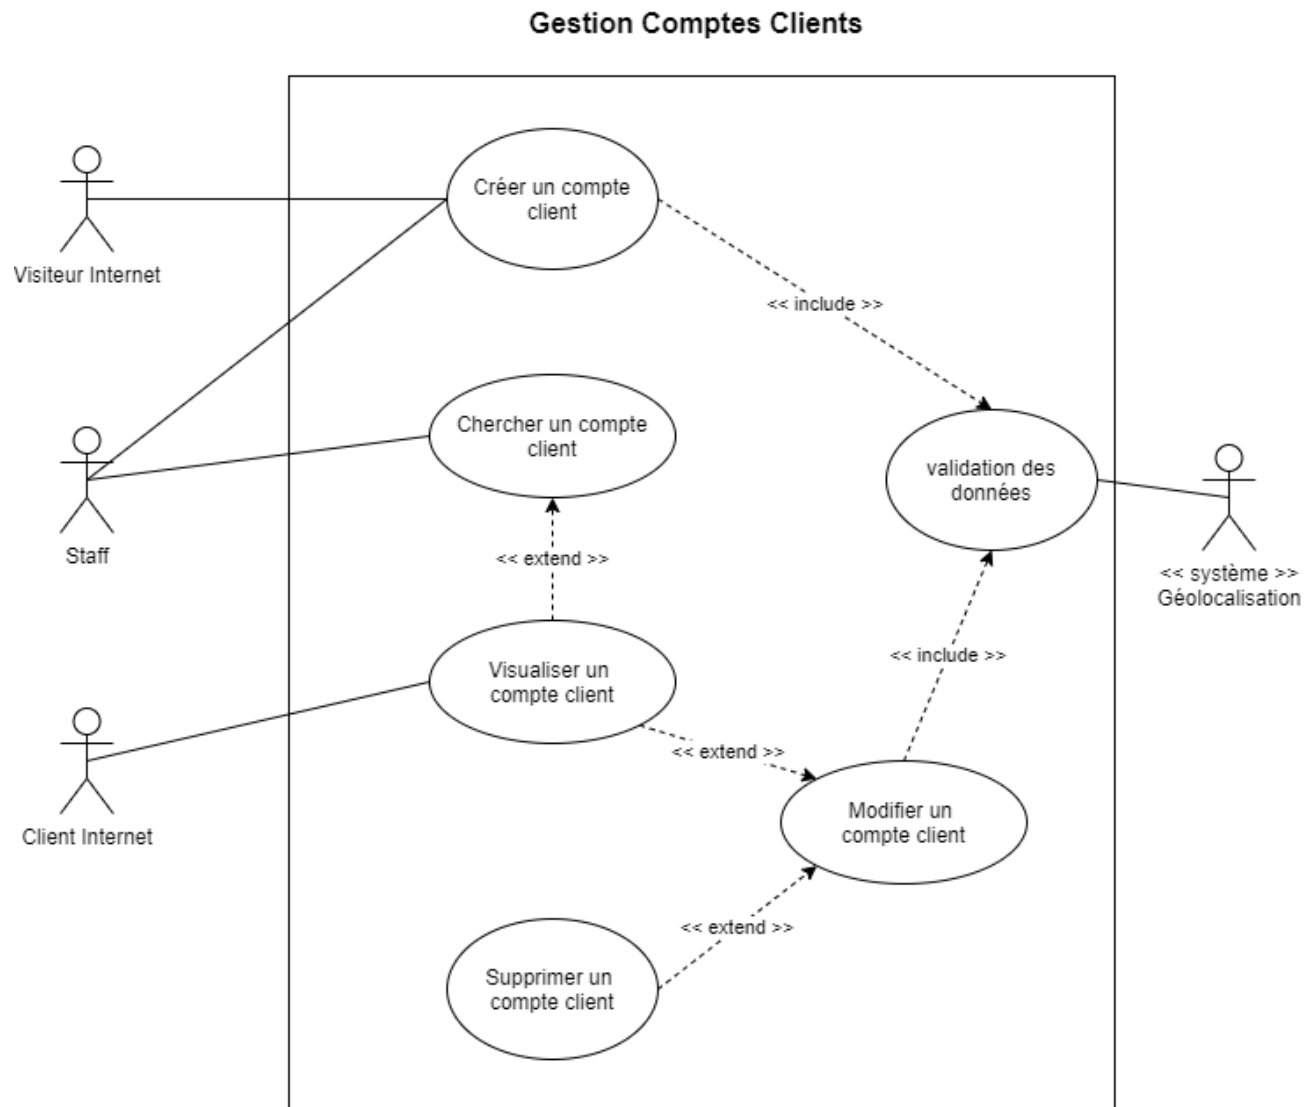 Gestion Comptes Clients
Créer un compte
client
Visiteur Internet
<< include >>
Chercher un compte
client
validation des
données
Staff
<< extend >>
<< système >>
Géolocalisation
<< include >>
Visualiser un
compte client
<< extend >>
Client Internet
Modifier un
compte client
<< extend >>
Supprimer un
compte client